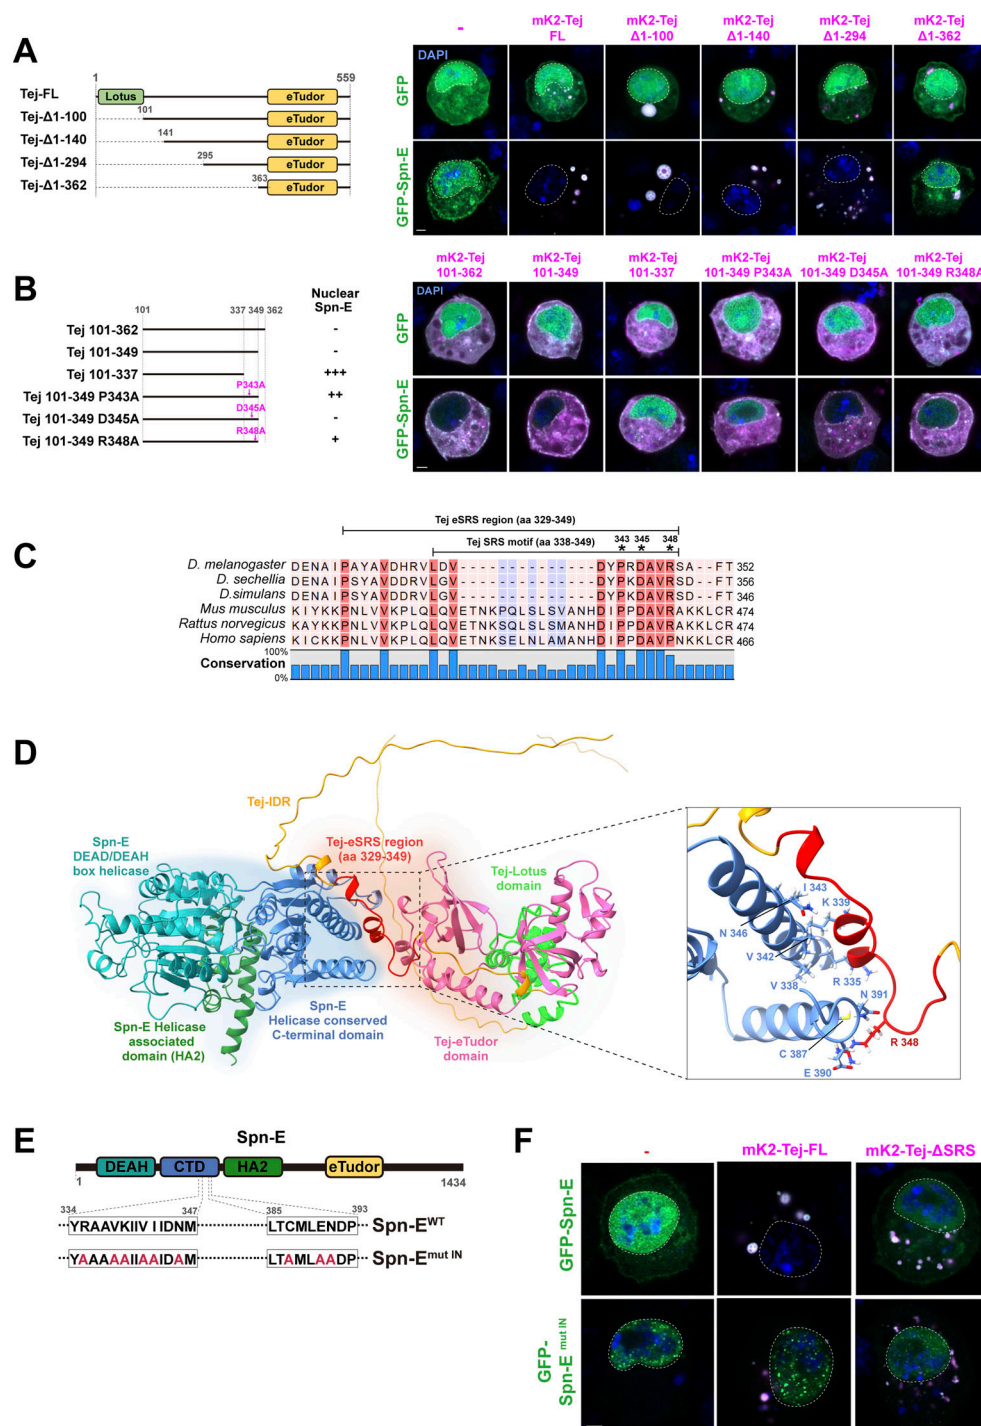 A
1
559
Tej-FL
Lotus
eTudor
101
Tej-Δ1-100
eTudor
141
Tej-Δ1-140
eTudor
295
Tej-Δ1-294
eTudor
363
Tej-Δ1-362
eTudor
-
mK2-Tej FL
mK2-Tej Δ1-100
mK2-Tej Δ1-140
mK2-Tej Δ1-294
mK2-Tej Δ1-362
DAPI
GFP
GFP-Spn-E
B
Nuclear
Spn-E
101
337
349
362
Tej 101-362
-
Tej 101-349
-
Tej 101-337
+++
P343A
Tej 101-349 P343A
++
D345A
Tej 101-349 D345A
-
R348A
Tej 101-349 R348A
+
mK2-Tej 101-362
mK2-Tej 101-349
mK2-Tej 101-337
mK2-Tej 101-349 P343A
mK2-Tej 101-349 D345A
mK2-Tej 101-349 R348A
DAPI
GFP
GFP-Spn-E
C
Tej eSRS region (aa 329-349)
Tej SRS motif (aa 338-349)
343 345 348
* * *
D. melanogaster DENAIPAYAVDHRVLDV--------------DYPRDAVRSA--FT 352
D. sechellia DENAIPSYAVDDHRVLGV--------------DYPKDAVRSD--FT 356
D.simulans DENAIPSYAVDDHRVLGV--------------DYPRDAVRSD--FT 346
Mus musculus KIYKKPNLVVKPLQLQVETNKPQLSLSVANHDIPPDAVRAKKLCR 474
Rattus norvegicus KAYKKPNLVVKPLQLQVETNKSQLSLSMANHDIPPDAVRAKKLCR 474
Homo sapiens KICKKPNLVVKPLPLQVETNKSELNLAMANHDIPPDAVPNKKLCR 466
100%
Conservation
0%
D
Tej-IDR
Spn-E
DEAD/DEAH
box helicase
Tej-eSRS region
(aa 329-349)
Tej-Lotus
domain
Spn-E Helicase
associated
domain (HA2)
Spn-E
Helicase conserved
C-terminal domain
Tej-eTudor
domain
I 343
K 339
N 346
V 342
V 338
R 335
N 391
C 387
R 348
E 390
E
Spn-E
DEAH
CTD
HA2
eTudor
1
1434
334
347
385
393
YRAAVKIIVIIDNM
LTCMLENDP
Spn-E WT
YAAAAAIIAAIDAM
LTAMLAADP
Spn-E mut IN
F
-
mK2-Tej-FL
mK2-Tej-ΔSRS
GFP-Spn-E
GFP-
Spn-E mut IN